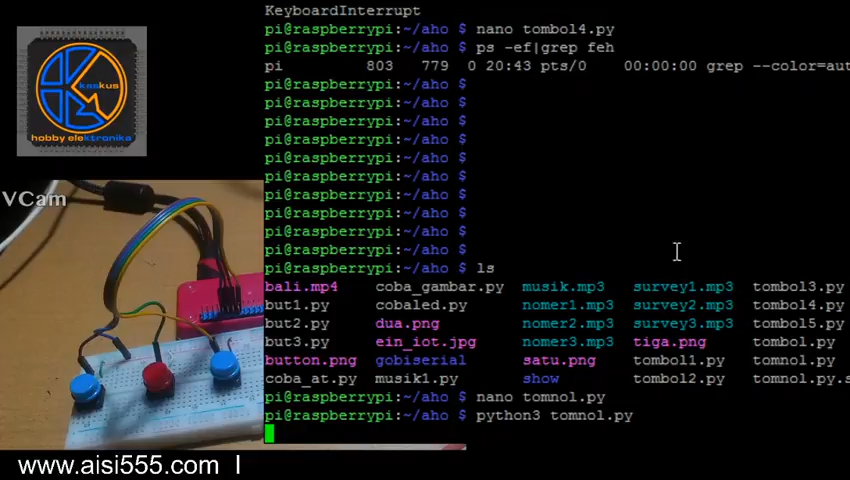 KeyboardInterrupt
pi@raspberrypi:~/aho $ nano tombol4.py
pi@raspberrypi:~/aho $ ps -ef|grep feh
pi 803 779 0 20:43 pts/0 00:00:00 grep --color=aut
pi@raspberrypi:~/aho $
pi@raspberrypi:~/aho $
pi@raspberrypi:~/aho $
pi@raspberrypi:~/aho $
pi@raspberrypi:~/aho $
pi@raspberrypi:~/aho $
pi@raspberrypi:~/aho $
pi@raspberrypi:~/aho $
pi@raspberrypi:~/aho $
pi@raspberrypi:~/aho $
pi@raspberrypi:~/aho $ ls
bali.mp4 coba_gambar.py musik.mp3 survey1.mp3 tombol3.py
but1.py cobaled.py nomer1.mp3 survey2.mp3 tombol4.py
but2.py dua.png nomer2.mp3 survey3.mp3 tombol5.py
but3.py ein_iot.jpg nomer3.mp3 tiga.png tombol.py
button.png gobiserial satu.png tombol1.py tomnol.py
coba_at.py musik1.py show tombol2.py tomnol.py.s
pi@raspberrypi:~/aho $ nano tomnol.py
pi@raspberrypi:~/aho $ python3 tomnol.py
kaskus
hobby elektronika
VCam
www.aisi555.com I